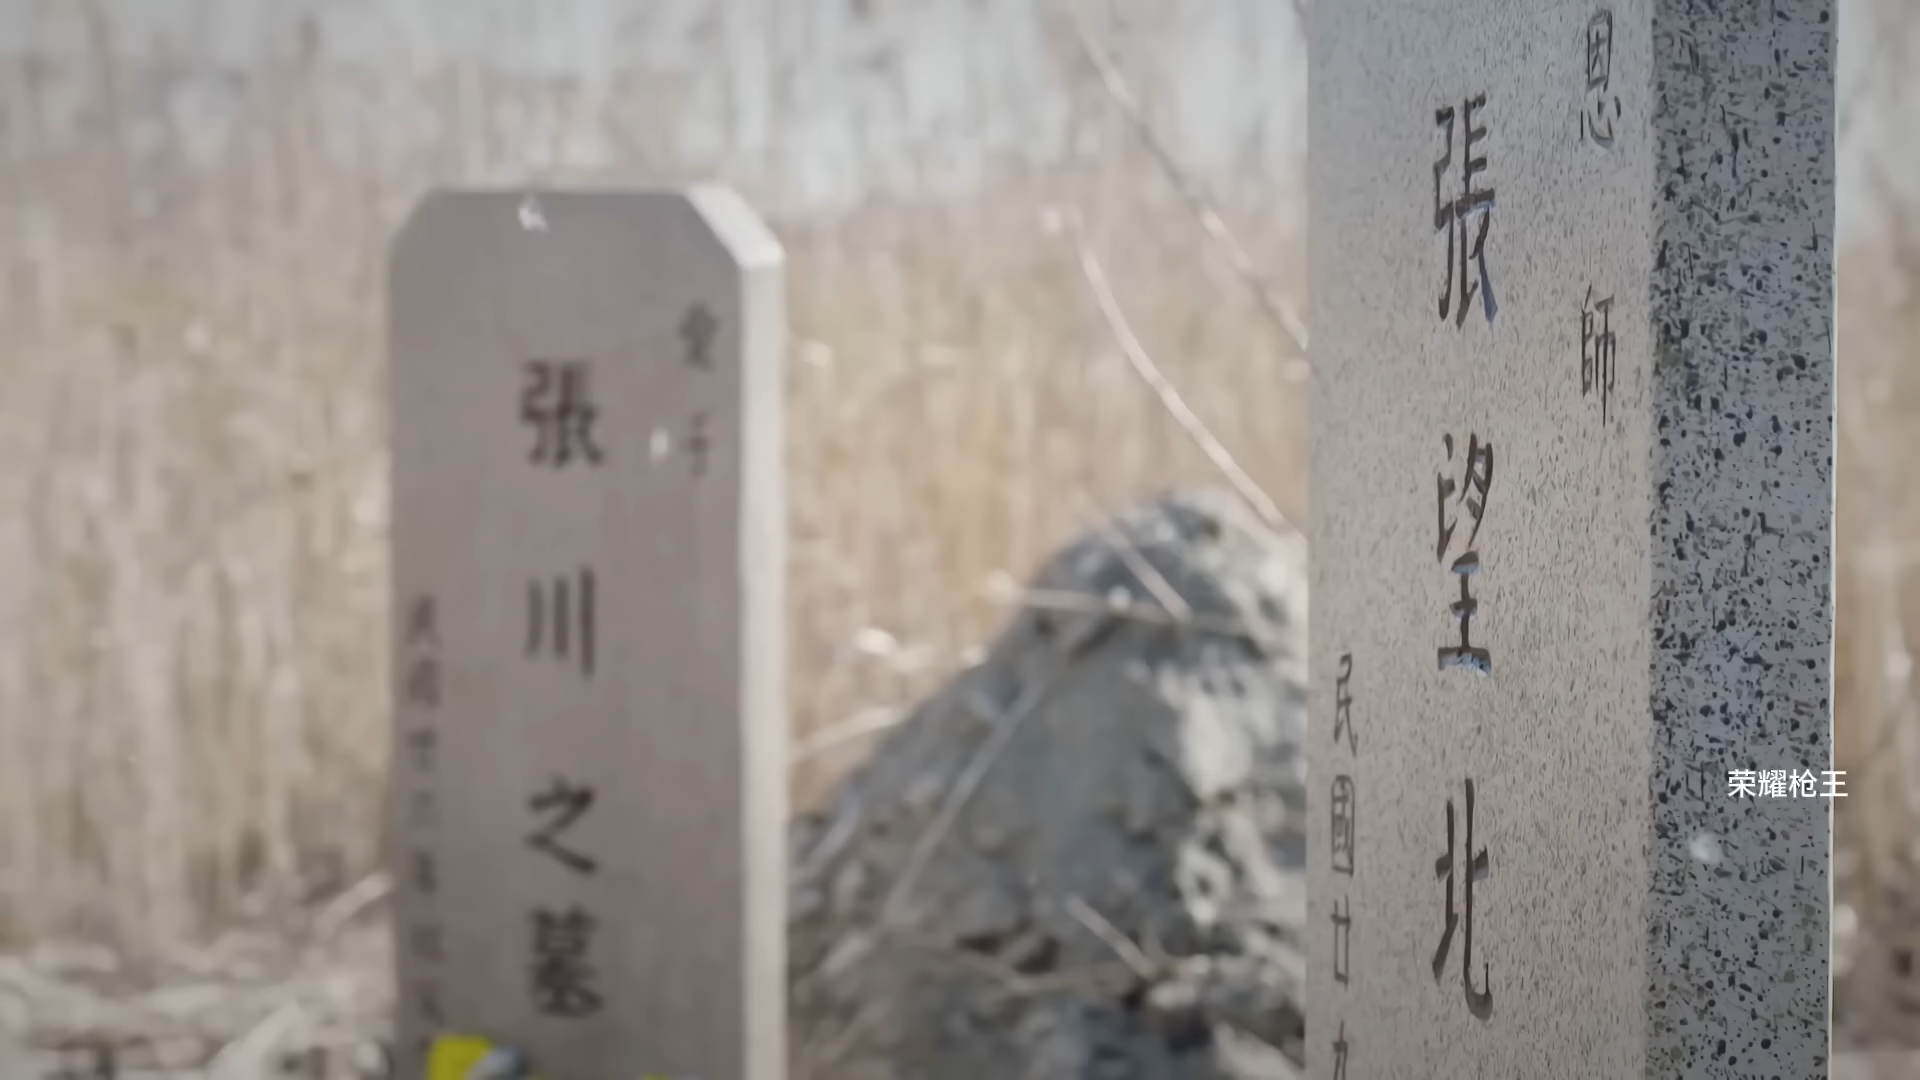 恩師
張望北
民國廿九
愛子
張川之墓
荣耀枪王